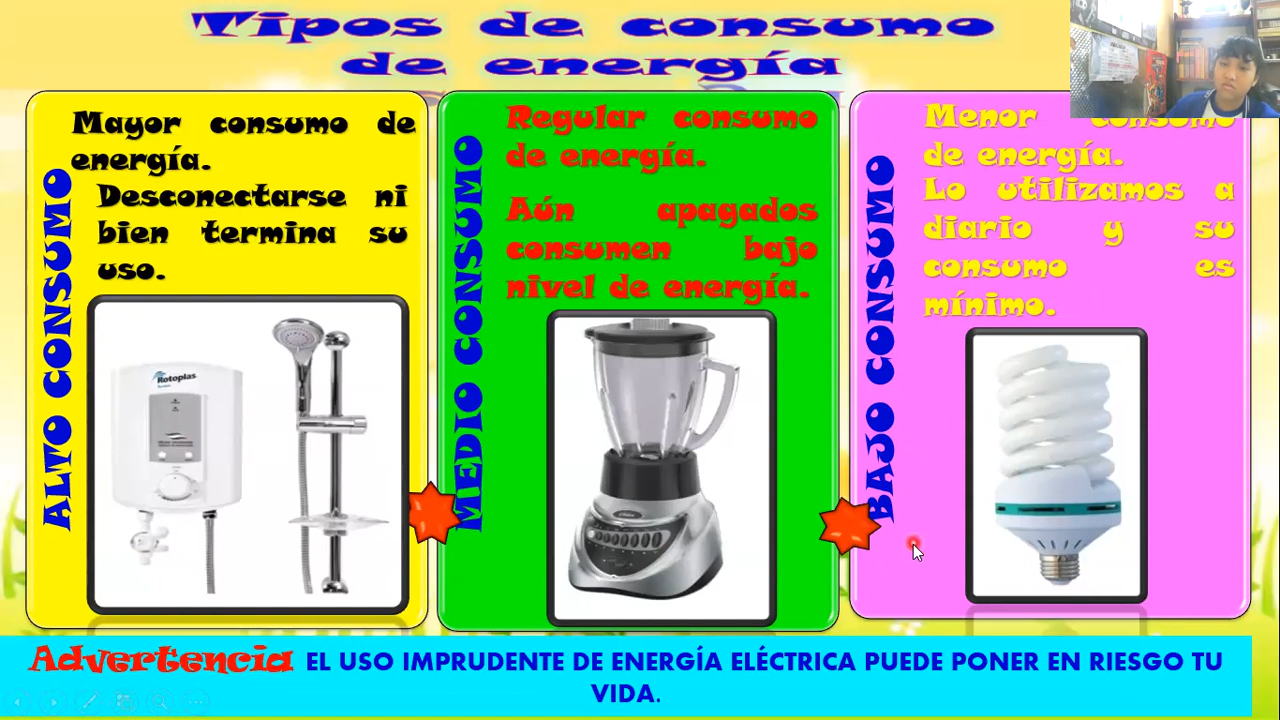 Tipos de consumo
de energía
ALTO CONSUMO
Mayor consumo de
energía.
Desconectarse ni
bien termina su
uso.
Rotoplas
MEDIO CONSUMO
Regular consumo
de energía.
Aún apagados
consumen bajo
nivel de energía.
BAJO CONSUMO
Menor consumo
de energía.
Lo utilizamos a
diario y su
consumo es
mínimo.
Advertencia EL USO IMPRUDENTE DE ENERGÍA ELÉCTRICA PUEDE PONER EN RIESGO TU
VIDA.